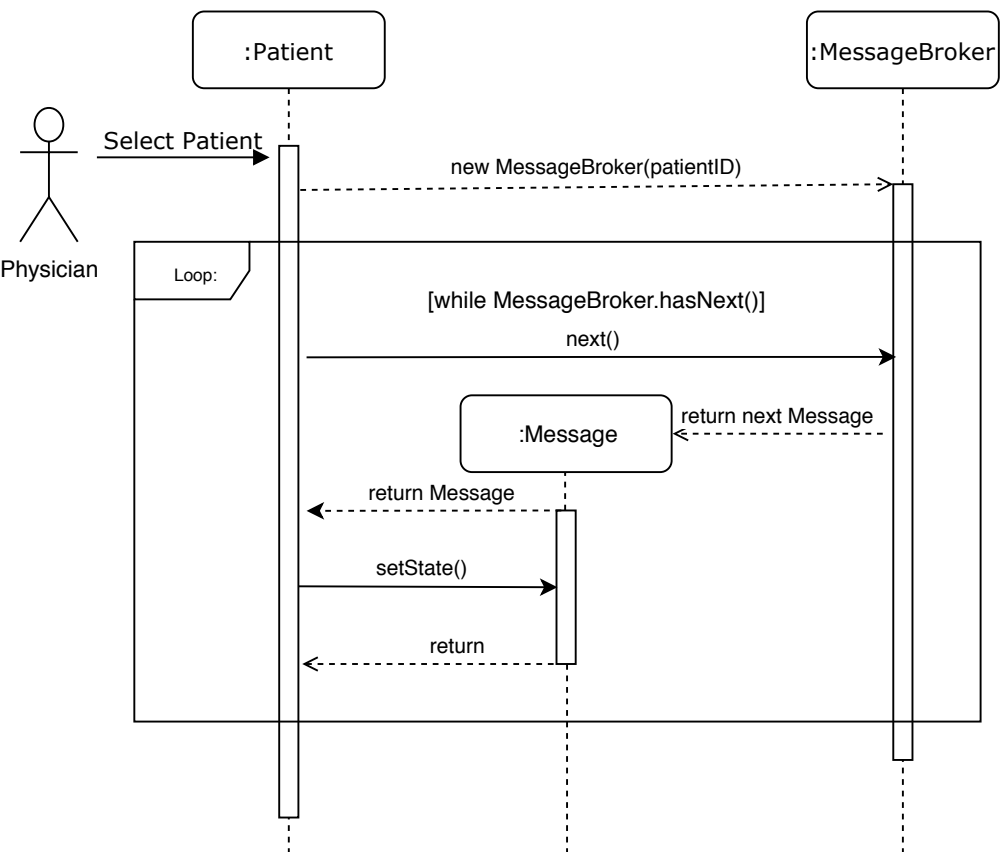 :Patient
:MessageBroker
Select Patient
new MessageBroker(patientID)
Physician
Loop:
[while MessageBroker.hasNext()]
next()
:Message
return next Message
return Message
setState()
return